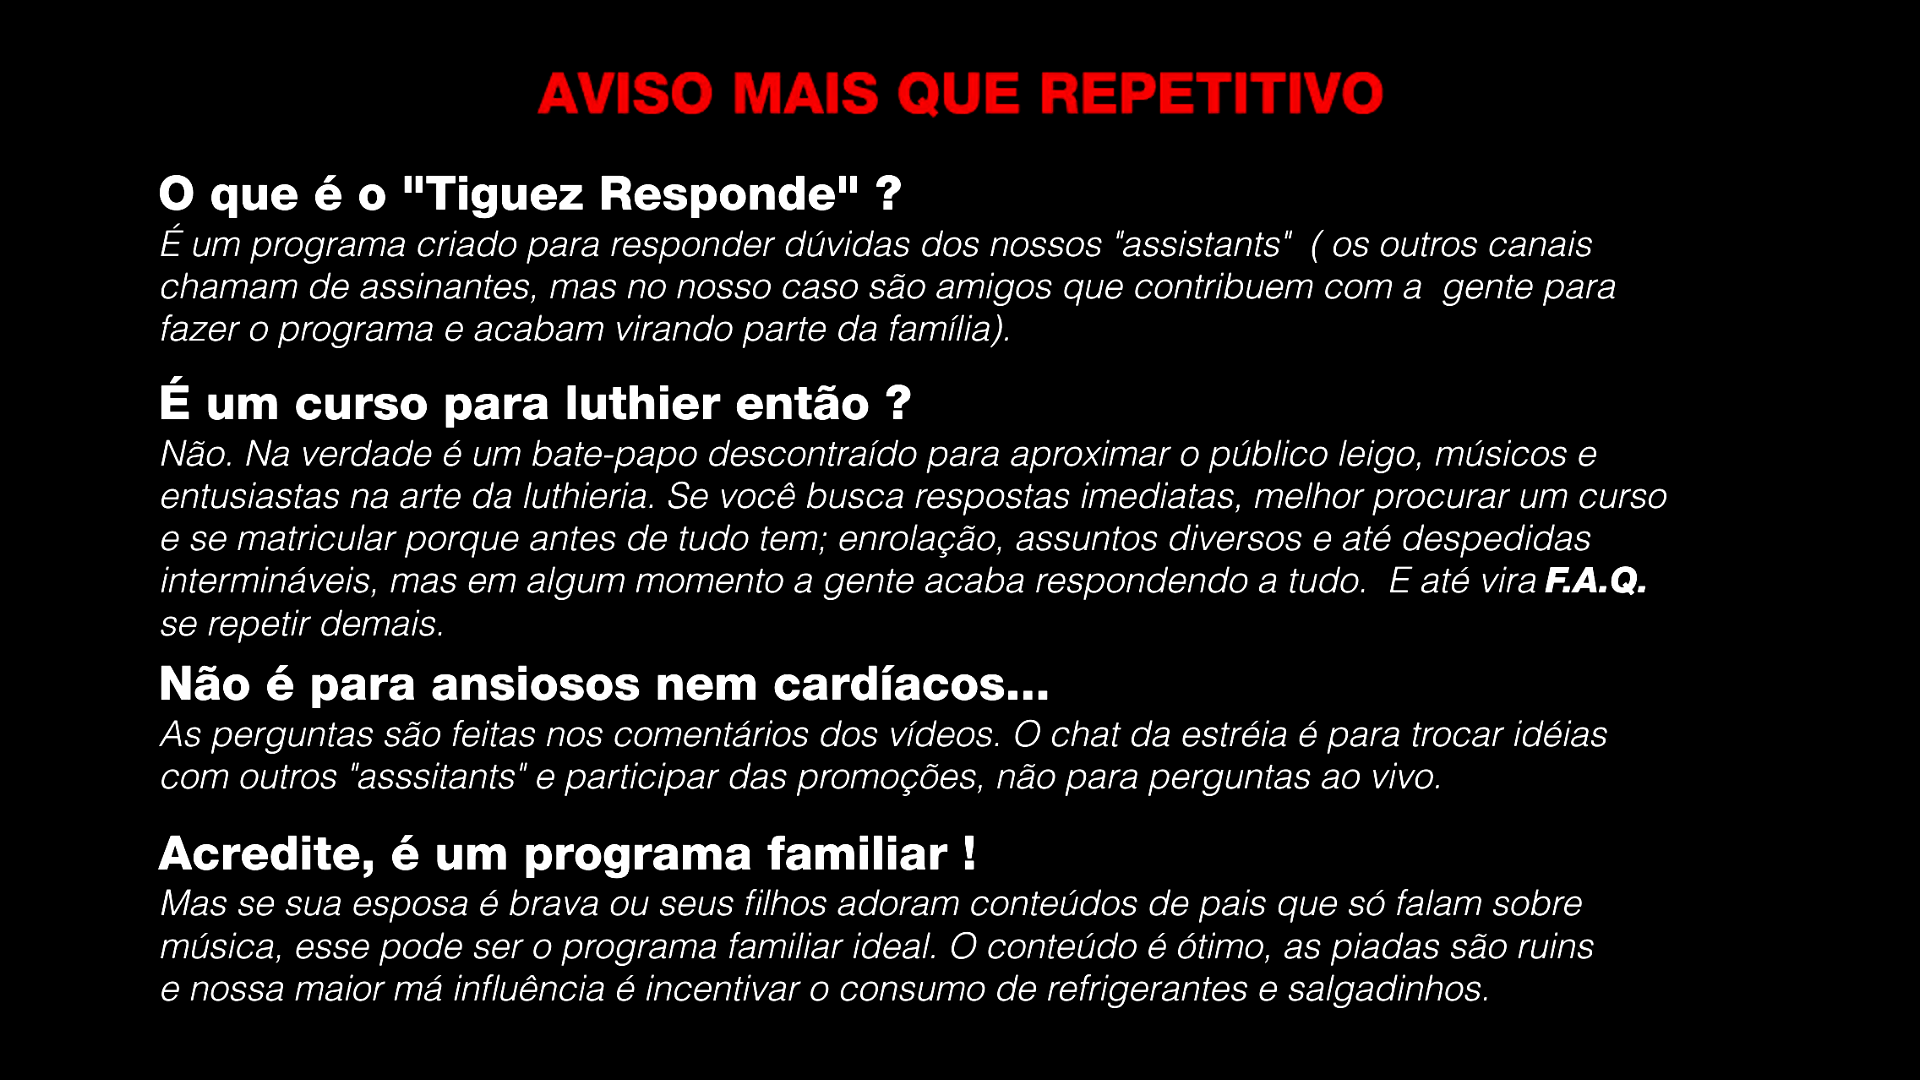 AVISO MAIS QUE REPETITIVO
O que é o "Tiguez Responde" ?
É um programa criado para responder dúvidas dos nossos "assistants"  ( os outros canais
chamam de assinantes, mas no nosso caso são amigos que contribuem com a  gente para
fazer o programa e acabam virando parte da família).
É um curso para luthier então ?
Não. Na verdade é um bate-papo descontraído para aproximar o público leigo, músicos e
entusiastas na arte da luthieria. Se você busca respostas imediatas, melhor procurar um curso
e se matricular porque antes de tudo tem; enrolação, assuntos diversos e até despedidas
intermináveis, mas em algum momento a gente acaba respondendo a tudo.  E até vira F.A.Q.
se repetir demais.
Não é para ansiosos nem cardíacos...
As perguntas são feitas nos comentários dos vídeos. O chat da estréia é para trocar idéias
com outros "asssitants" e participar das promoções, não para perguntas ao vivo.
Acredite, é um programa familiar !
Mas se sua esposa é brava ou seus filhos adoram conteúdos de pais que só falam sobre
música, esse pode ser o programa familiar ideal. O conteúdo é ótimo, as piadas são ruins
e nossa maior má influência é incentivar o consumo de refrigerantes e salgadinhos.